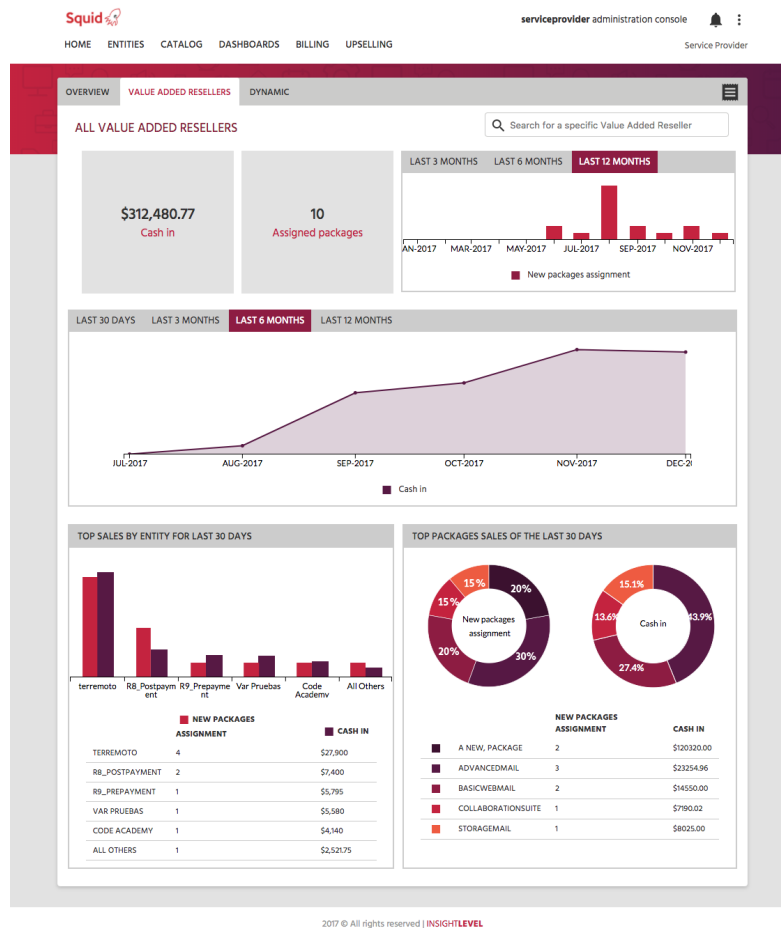 Squid
serviceprovider administration console
HOME ENTITIES CATALOG DASHBOARDS BILLING UPSELLING
Service Provider
OVERVIEW VALUE ADDED RESELLERS DYNAMIC
ALL VALUE ADDED RESELLERS
Search for a specific Value Added Reseller
$312,480.77
Cash in
10
Assigned packages
LAST 3 MONTHS LAST 6 MONTHS LAST 12 MONTHS
AN-2017 MAR-2017 MAY-2017 JUL-2017 SEP-2017 NOV-2017
New packages assignment
LAST 30 DAYS LAST 3 MONTHS LAST 6 MONTHS LAST 12 MONTHS
JUL-2017 AUG-2017 SEP-2017 OCT-2017 NOV-2017 DEC-2
Cash in
TOP SALES BY ENTITY FOR LAST 30 DAYS
terremoto R8_Postpaym R9_Prepayme Var Pruebas Code All Others
ent nt Academy
NEW PACKAGES
ASSIGNMENT CASH IN
TERREMOTO 4 $27,900
R8_POSTPAYMENT 2 $7,400
R9_PREPAYMENT 1 $5,795
VAR PRUEBAS 1 $5,580
CODE ACADEMY 1 $4,140
ALL OTHERS 1 $2,521.75
TOP PACKAGES SALES OF THE LAST 30 DAYS
15 % 20%
15 %
New packages
assignment
20% 30%
15.1%
13.6% Cash in 43.9%
27.4%
NEW PACKAGES
ASSIGNMENT CASH IN
A NEW, PACKAGE 2 $120320.00
ADVANCEDMAIL 3 $23254.96
BASICWEBMAIL 2 $14550.00
COLLABORATIONSUITE 1 $7190.02
STORAGEMAIL 1 $8025.00
2017 © All rights reserved | INSIGHTLEVEL